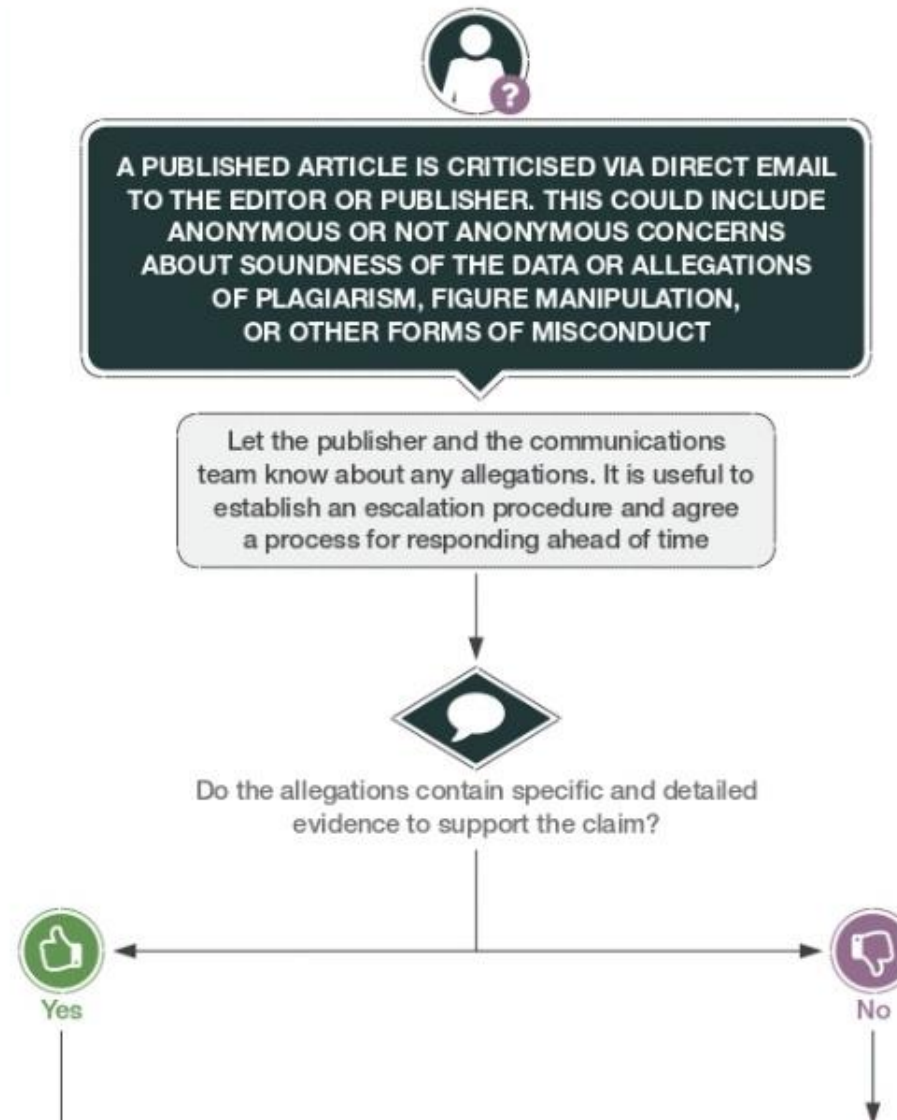 ?
A PUBLISHED ARTICLE IS CRITICISED VIA DIRECT EMAIL
TO THE EDITOR OR PUBLISHER. THIS COULD INCLUDE
ANONYMOUS OR NOT ANONYMOUS CONCERNS
ABOUT SOUNDNESS OF THE DATA OR ALLEGATIONS
OF PLAGIARISM, FIGURE MANIPULATION,
OR OTHER FORMS OF MISCONDUCT
Let the publisher and the communications
team know about any allegations. It is useful to
establish an escalation procedure and agree
a process for responding ahead of time
Do the allegations contain specific and detailed
evidence to support the claim?
Yes
No